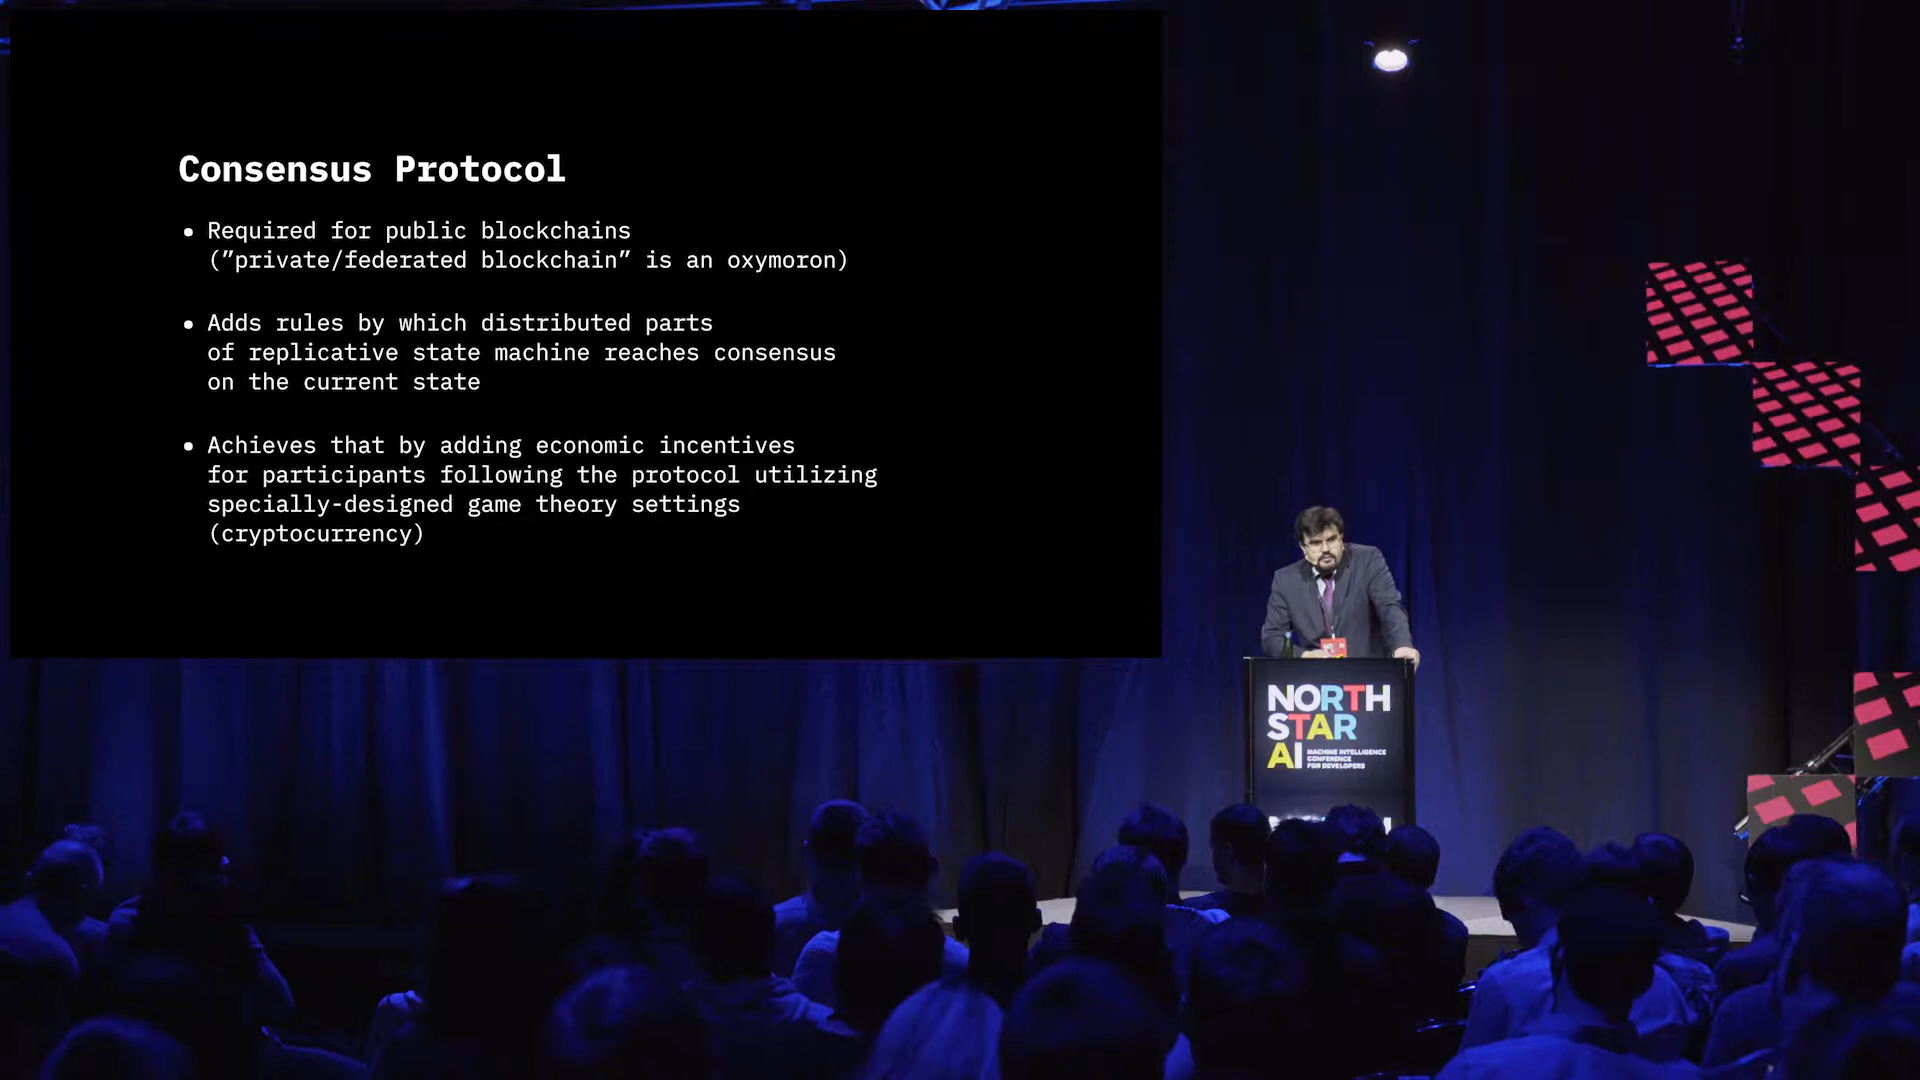 Consensus Protocol
• Required for public blockchains
(”private/federated blockchain” is an oxymoron)
• Adds rules by which distributed parts
of replicative state machine reaches consensus
on the current state
• Achieves that by adding economic incentives
for participants following the protocol utilizing
specially-designed game theory settings
(cryptocurrency)
NORTH
STAR
AI
MACHINE INTELLIGENCE
CONFERENCE
FOR DEVELOPERS